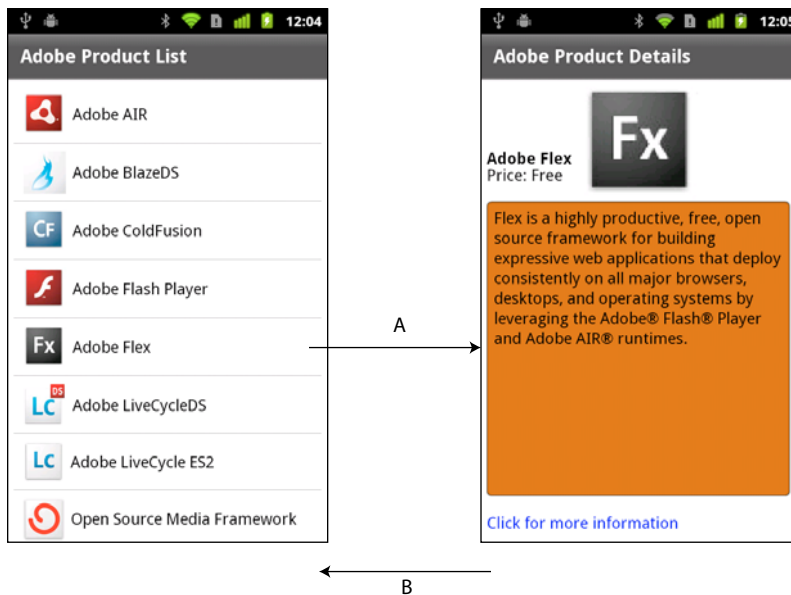 12:04
Adobe Product List
Adobe AIR
Adobe BlazeDS
CF
Adobe ColdFusion
Adobe Flash Player
Fx
Adobe Flex
DS
LC
Adobe LiveCycleDS
LC
Adobe LiveCycle ES2
Open Source Media Framework
A
B
12:05
Adobe Product Details
Fx
Adobe Flex
Price: Free
Flex is a highly productive, free, open
source framework for building
expressive web applications that deploy
consistently on all major browsers,
desktops, and operating systems by
leveraging the Adobe® Flash® Player
and Adobe AIR® runtimes.
Click for more information